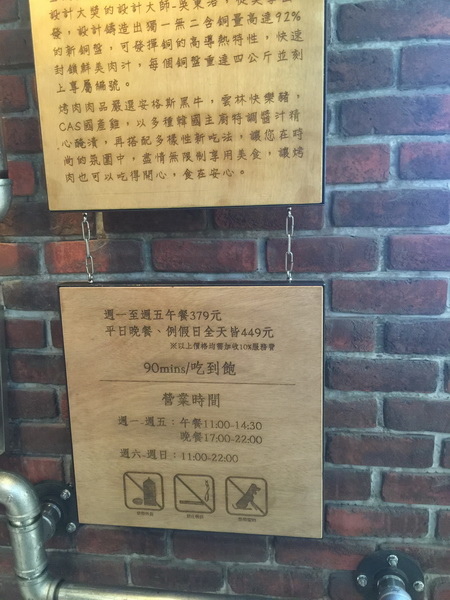 設計大獎的設計大師-吳東治，從美學出
發，設計鑄造出獨一無二含銅量高達92%
的新銅盤，可發揮銅的高導熱特性，快速
封鎖鮮美肉汁，每個銅盤重達四公斤並刻
上專屬編號。
烤肉肉品嚴選安格斯黑牛，雲林快樂豬，
CAS國產雞，以多種韓國主廚特調醬汁精
心醃漬，再搭配多樣性新吃法，讓您在時
尚的氛圍中，盡情無限制享用美食，讓烤
肉也可以吃得開心，食在安心。
週一至週五午餐379元
平日晚餐、例假日全天皆449元
※以上價格均需加收10%服務費
90mins/吃到飽
營業時間
週一-週五：午餐11:00-14:30
晚餐17:00-22:00
週六-週日：11:00-22:00